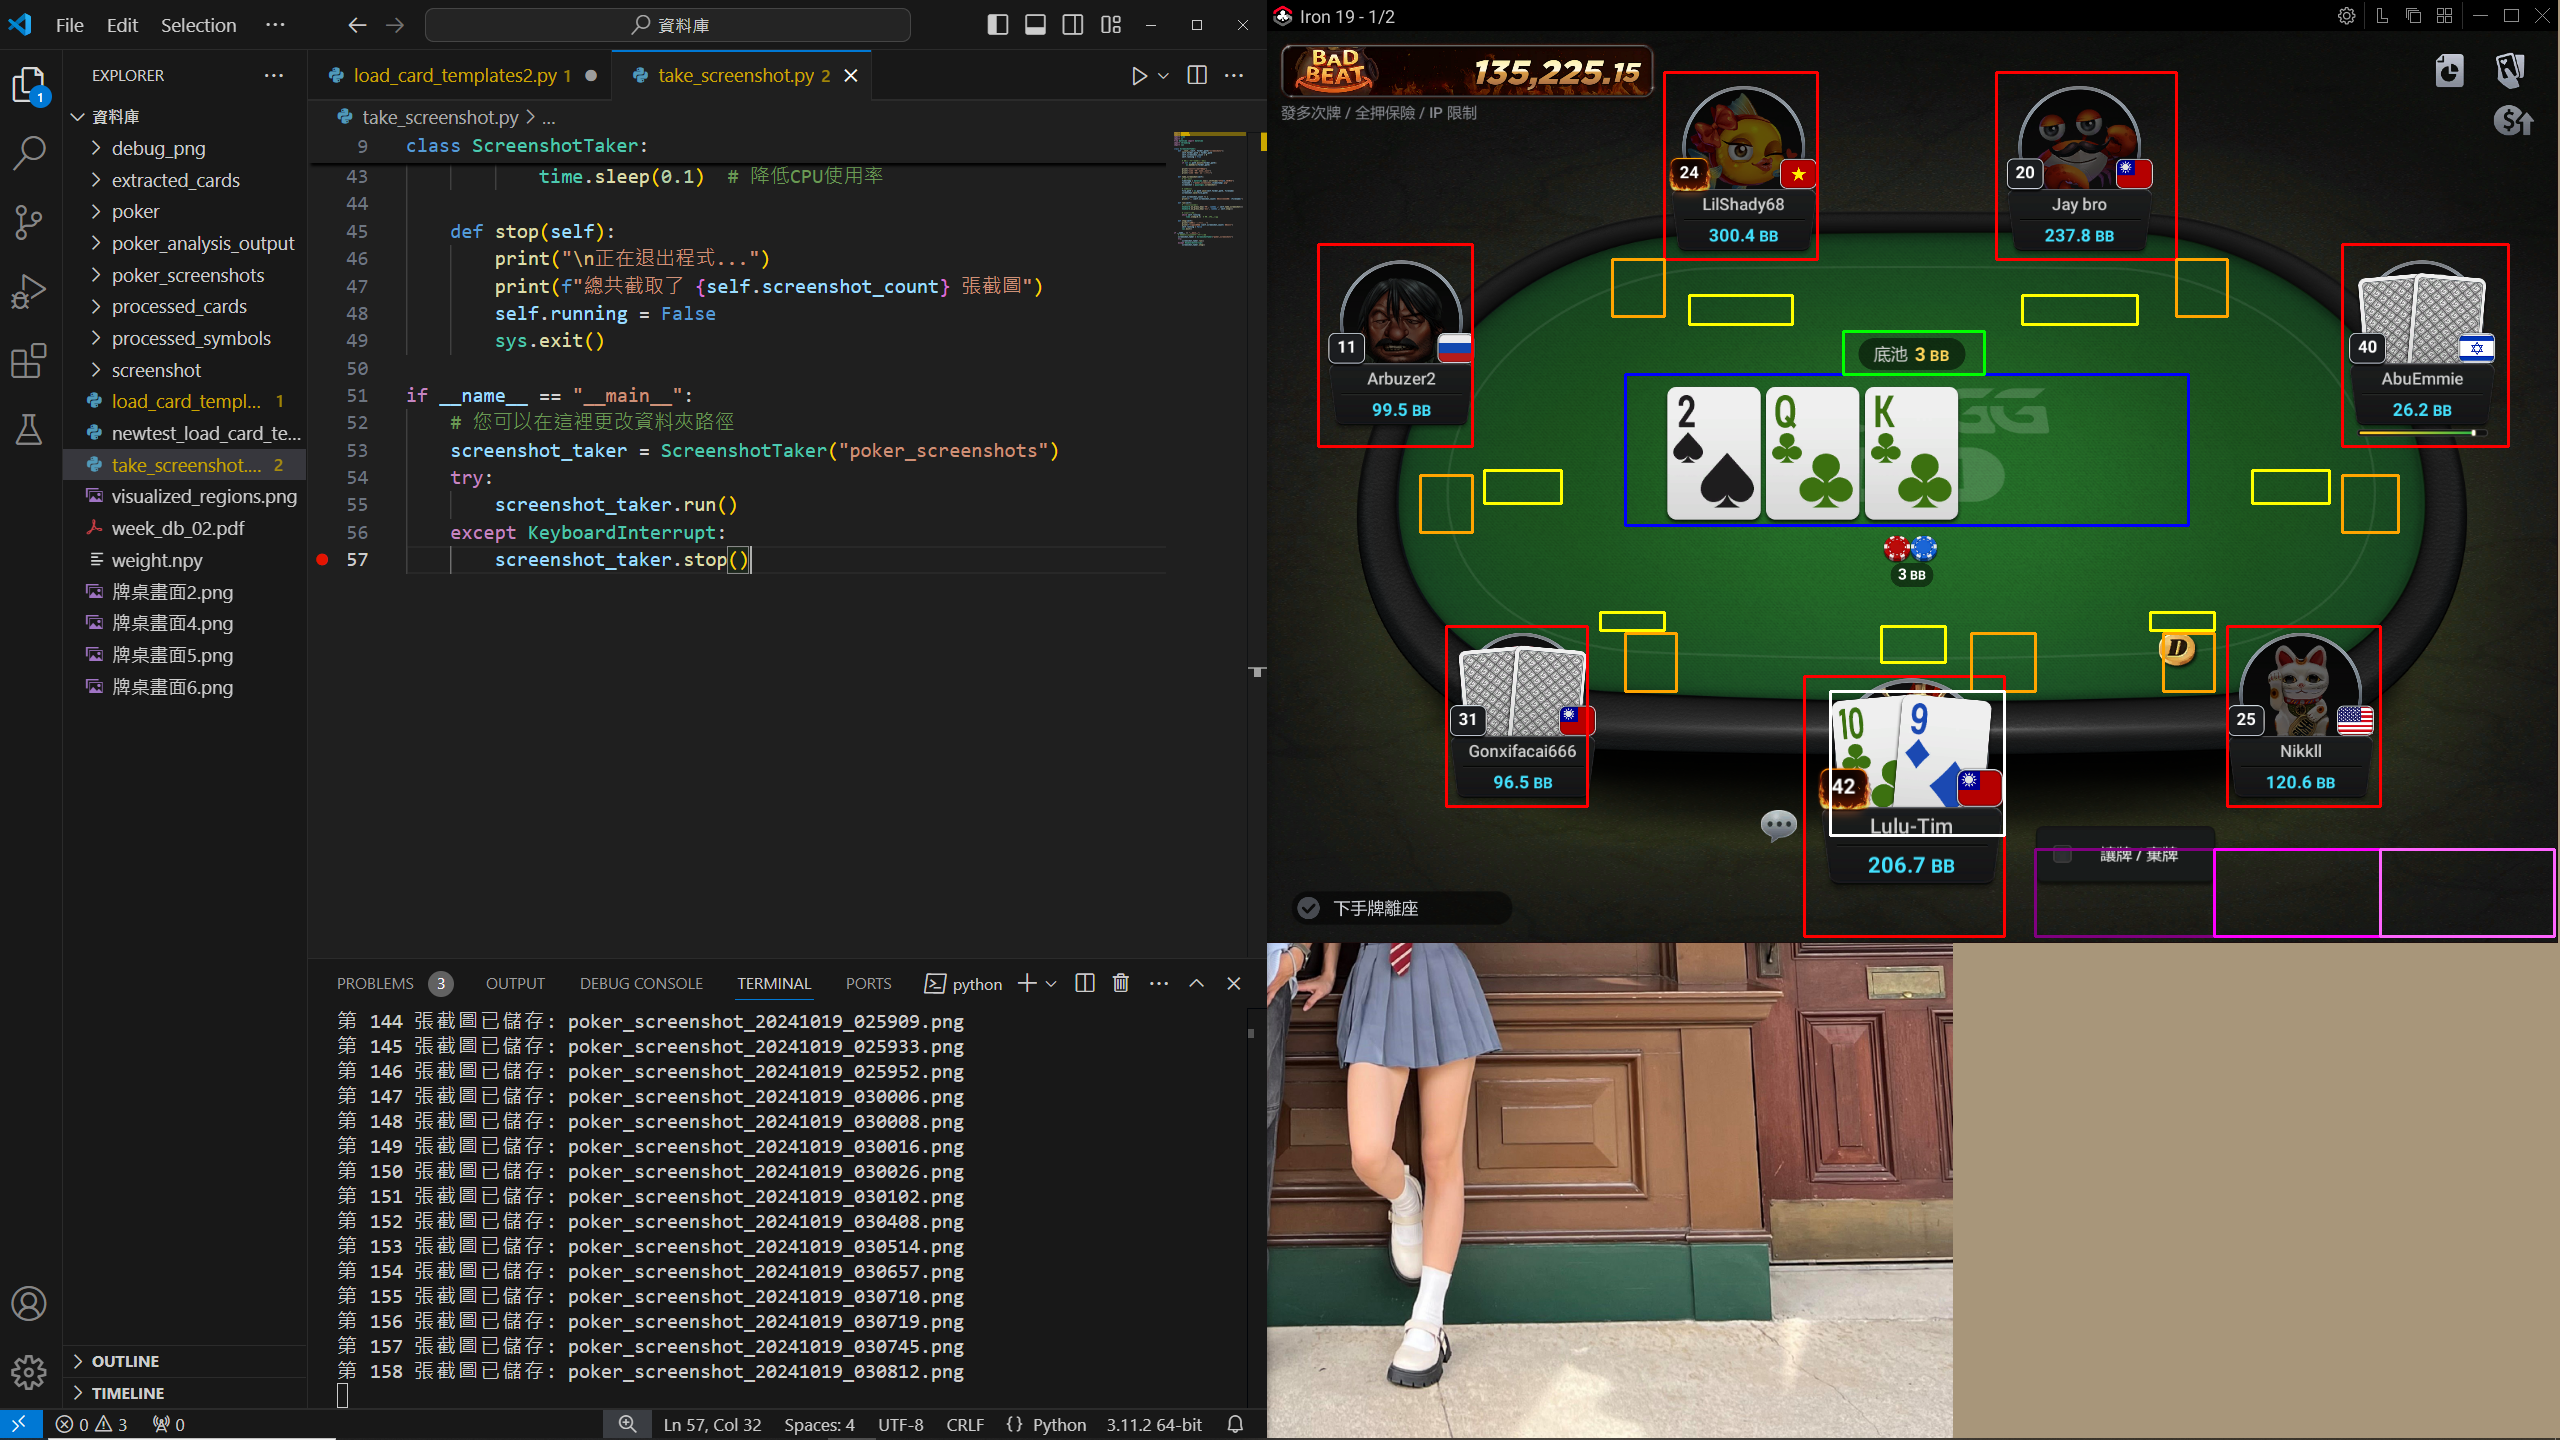 File Edit Selection ···
資料庫
EXPLORER
資料庫
debug_png
extracted_cards
poker
poker_analysis_output
poker_screenshots
processed_cards
processed_symbols
screenshot
load_card_templ... 1
newtest_load_card_te...
take_screenshot.... 2
visualized_regions.png
week_db_02.pdf
weight.npy
牌桌畫面2.png
牌桌畫面4.png
牌桌畫面5.png
牌桌畫面6.png
OUTLINE
TIMELINE
1
load_card_templates2.py 1
take_screenshot.py 2
take_screenshot.py > ...
9 class ScreenshotTaker:
43 time.sleep(0.1) # 降低CPU使用率
44
45 def stop(self):
46 print("\n正在退出程式...")
47 print(f"總共截取了 {self.screenshot_count} 張截圖")
48 self.running = False
49 sys.exit()
50
51 if __name__ == "__main__":
52 # 您可以在這裡更改資料夾路徑
53 screenshot_taker = ScreenshotTaker("poker_screenshots")
54 try:
55 screenshot_taker.run()
56 except KeyboardInterrupt:
57 screenshot_taker.stop()
PROBLEMS 3 OUTPUT DEBUG CONSOLE TERMINAL PORTS python
第 144 張截圖已儲存: poker_screenshot_20241019_025909.png
第 145 張截圖已儲存: poker_screenshot_20241019_025933.png
第 146 張截圖已儲存: poker_screenshot_20241019_025952.png
第 147 張截圖已儲存: poker_screenshot_20241019_030006.png
第 148 張截圖已儲存: poker_screenshot_20241019_030008.png
第 149 張截圖已儲存: poker_screenshot_20241019_030016.png
第 150 張截圖已儲存: poker_screenshot_20241019_030026.png
第 151 張截圖已儲存: poker_screenshot_20241019_030102.png
第 152 張截圖已儲存: poker_screenshot_20241019_030408.png
第 153 張截圖已儲存: poker_screenshot_20241019_030514.png
第 154 張截圖已儲存: poker_screenshot_20241019_030657.png
第 155 張截圖已儲存: poker_screenshot_20241019_030710.png
第 156 張截圖已儲存: poker_screenshot_20241019_030719.png
第 157 張截圖已儲存: poker_screenshot_20241019_030745.png
第 158 張截圖已儲存: poker_screenshot_20241019_030812.png
0 3 0 Ln 57, Col 32 Spaces: 4 UTF-8 CRLF {} Python 3.11.2 64-bit
Iron 19 - 1/2
BAD BEAT 135,225.15
發多次牌 / 全押保險 / IP 限制
24
LilShady68
300.4 BB
20
Jay bro
237.8 BB
11
Arbuzer2
99.5 BB
40
AbuEmmie
26.2 BB
底池 3 BB
2 Q K
GG
3 BB
D
31
Gonxifacai666
96.5 BB
10 9
42
Lulu-Tim
206.7 BB
25
Nikkll
120.6 BB
讓牌 / 棄牌
下手牌離座